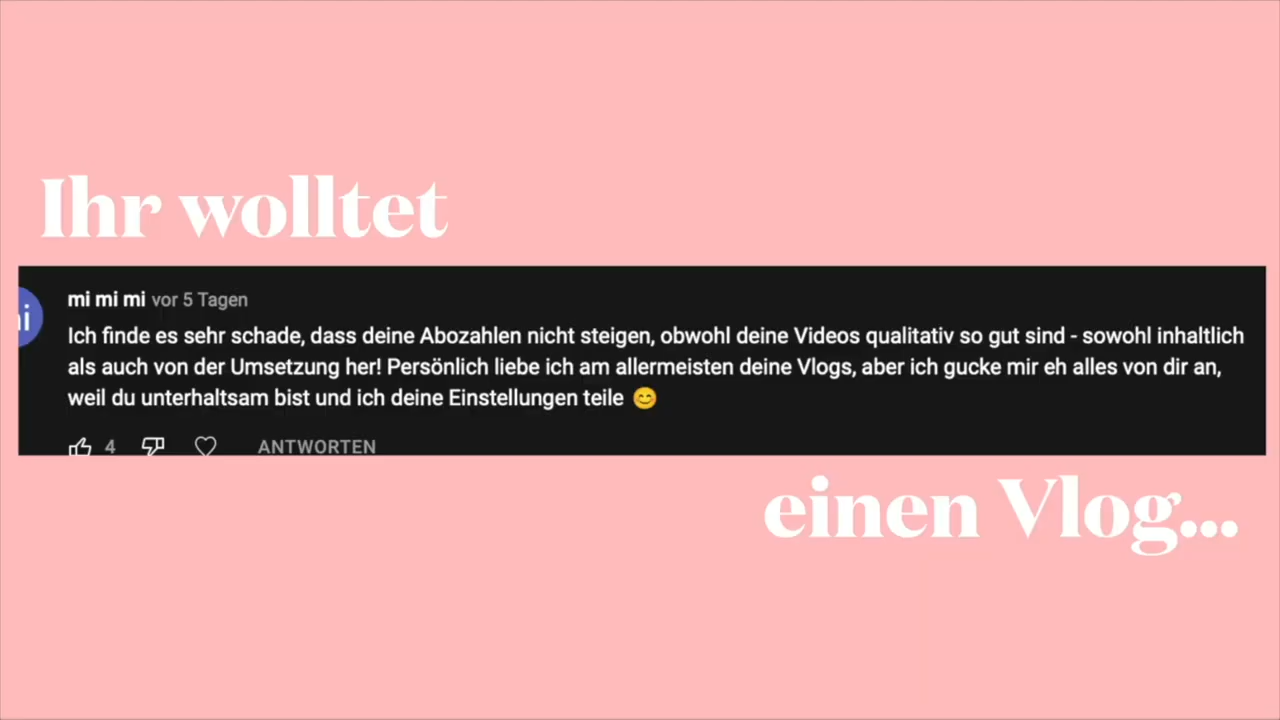 Ihr wolltet
mi mi mi vor 5 Tagen
Ich finde es sehr schade, dass deine Abozahlen nicht steigen, obwohl deine Videos qualitativ so gut sind - sowohl inhaltlich
als auch von der Umsetzung her! Persönlich liebe ich am allermeisten deine Vlogs, aber ich gucke mir eh alles von dir an,
weil du unterhaltsam bist und ich deine Einstellungen teile 😊
4 ANTWORTEN
einen Vlog...